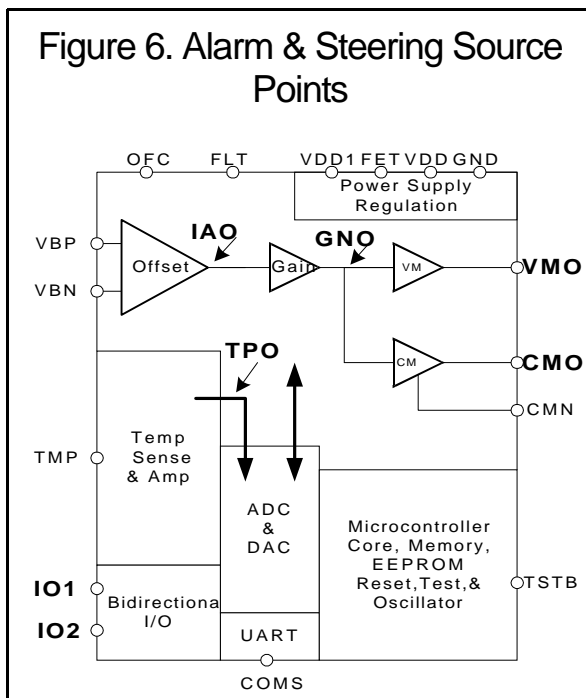 Figure 6. Alarm & Steering Source
Points
OFC
FLT
VDD1
FET
VDD
GND
Power Supply
Regulation
VBP
VBN
Offset
IAO
Gain
GNO
VM
VMO
CM
CMO
CMN
TPO
TMP
Temp
Sense
& Amp
ADC
&
DAC
Microcontroller
Core, Memory,
EEPROM
Reset,Test,&
Oscillator
TSTB
IO1
IO2
Bidirectiona
I/O
UART
COMS